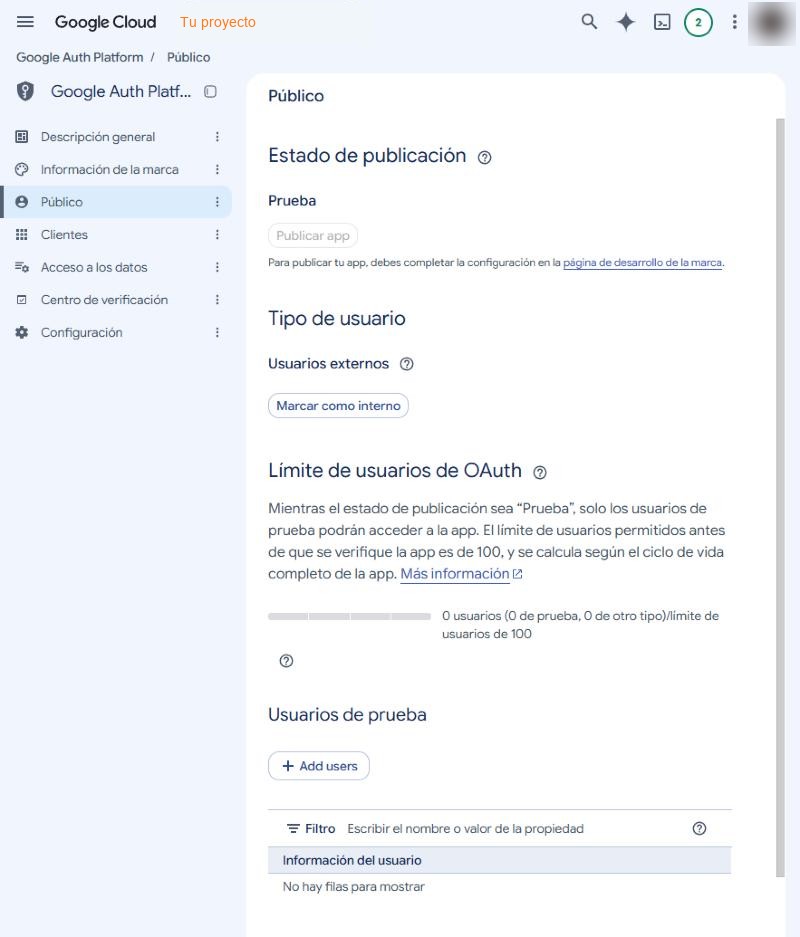 Google Cloud Tu proyecto 2
Google Auth Platform / Público
Google Auth Platf...
Descripción general
Información de la marca
Público
Clientes
Acceso a los datos
Centro de verificación
Configuración
Público
Estado de publicación
Prueba
Publicar app
Para publicar tu app, debes completar la configuración en la página de desarrollo de la marca.
Tipo de usuario
Usuarios externos
Marcar como interno
Límite de usuarios de OAuth
Mientras el estado de publicación sea “Prueba”, solo los usuarios de
prueba podrán acceder a la app. El límite de usuarios permitidos antes
de que se verifique la app es de 100, y se calcula según el ciclo de vida
completo de la app. Más información
0 usuarios (0 de prueba, 0 de otro tipo)/límite de
usuarios de 100
Usuarios de prueba
+ Add users
Filtro Escribir el nombre o valor de la propiedad
Información del usuario
No hay filas para mostrar